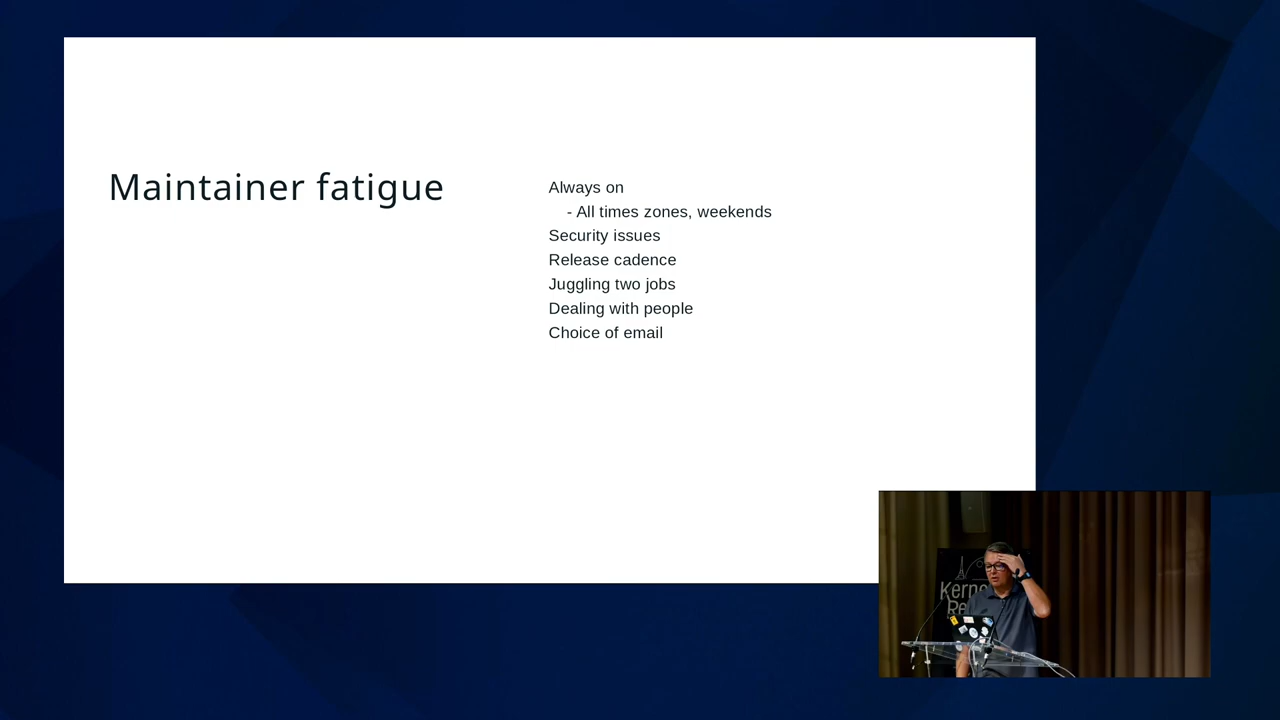 Maintainer fatigue
Always on
- All times zones, weekends
Security issues
Release cadence
Juggling two jobs
Dealing with people
Choice of email